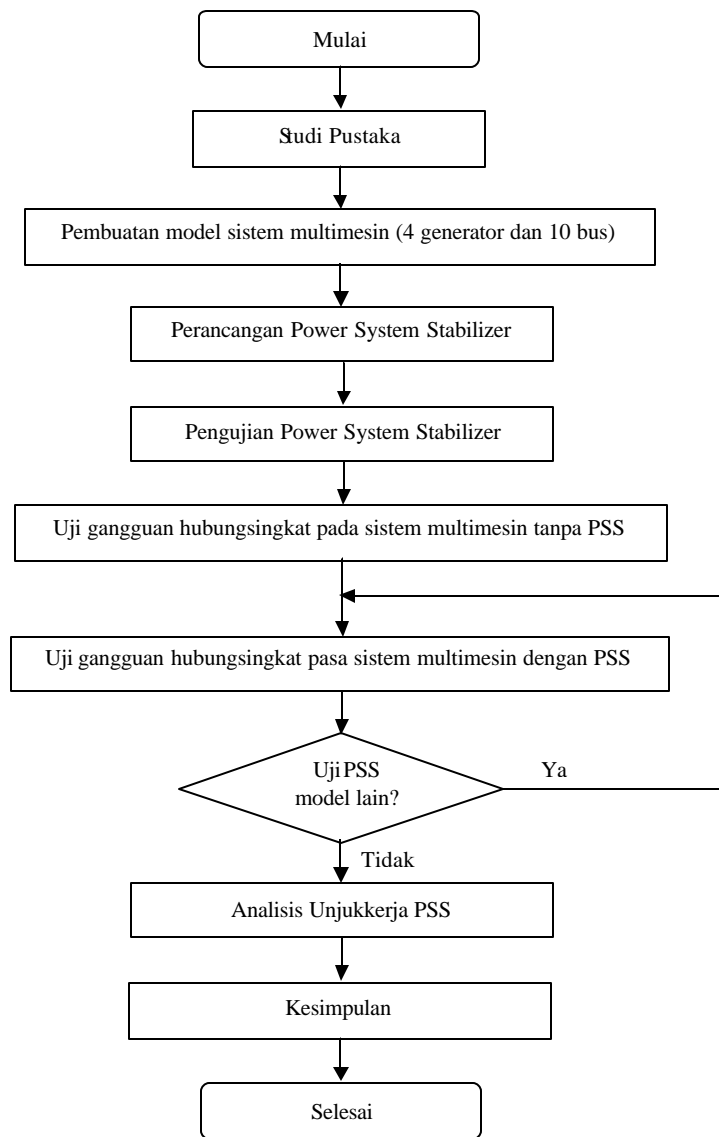 Mulai
Studi Pustaka
Pembuatan model sistem multimesin (4 generator dan 10 bus)
Perancangan Power System Stabilizer
Pengujian Power System Stabilizer
Uji gangguan hubungsingkat pada sistem multimesin tanpa PSS
Uji gangguan hubungsingkat pasa sistem multimesin dengan PSS
Uji PSS
model lain?
Ya
Tidak
Analisis Unjukkerja PSS
Kesimpulan
Selesai